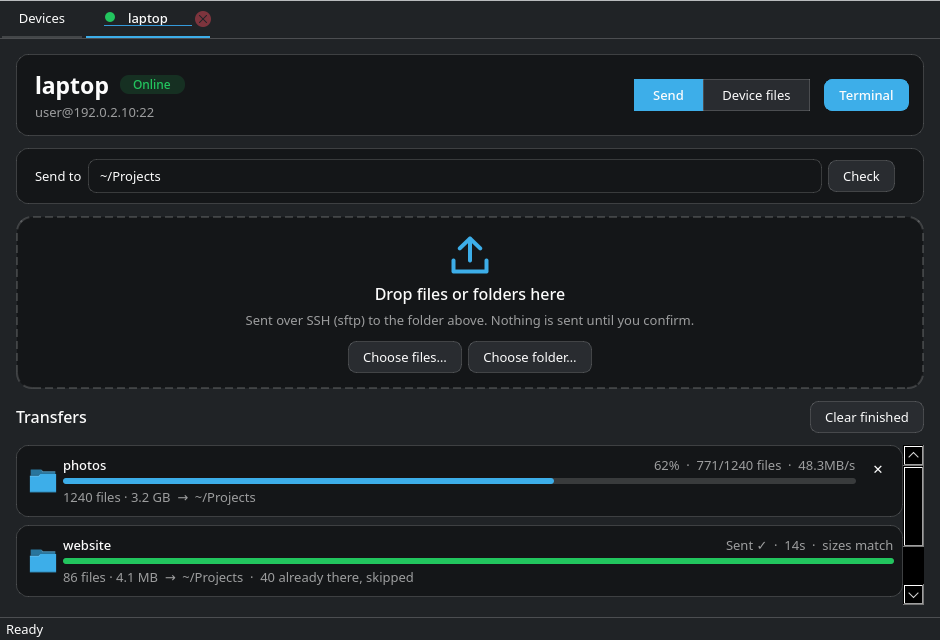 Devices
laptop
laptop
Online
user@192.0.2.10:22
Send
Device files
Terminal
Send to
~/Projects
Check
Drop files or folders here
Sent over SSH (sftp) to the folder above. Nothing is sent until you confirm.
Choose files...
Choose folder...
Transfers
Clear finished
photos
62% · 771/1240 files · 48.3MB/s
1240 files · 3.2 GB → ~/Projects
website
Sent ✓ · 14s · sizes match
86 files · 4.1 MB → ~/Projects · 40 already there, skipped
Ready